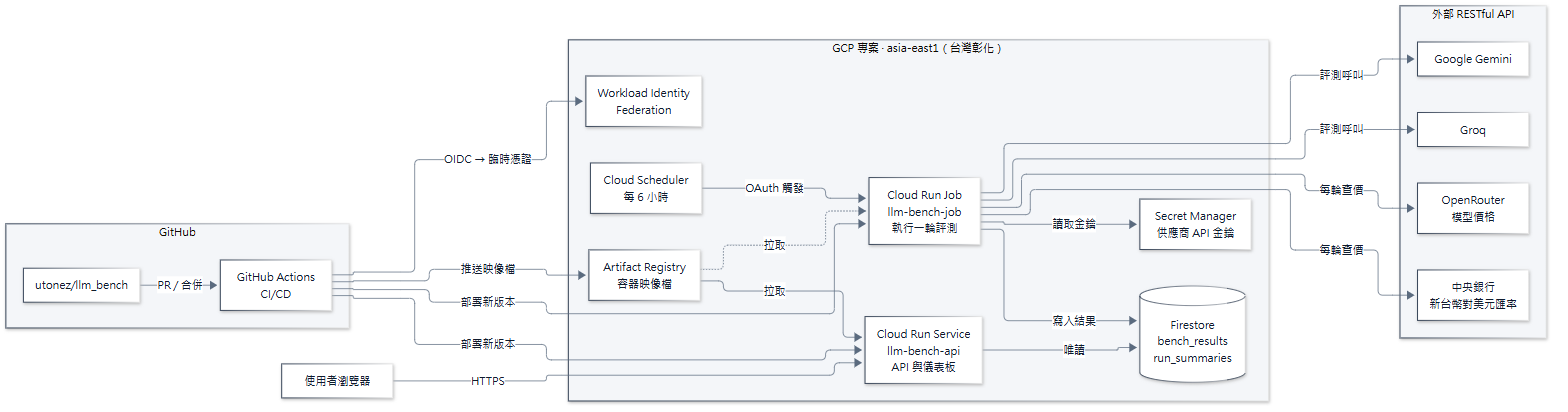 外部 RESTful API
Google Gemini
Groq
OpenRouter
模型價格
中央銀行
新台幣對美元匯率
GCP 專案 · asia-east1（台灣彰化）
Workload Identity
Federation
Cloud Scheduler
每 6 小時
Artifact Registry
容器映像檔
Cloud Run Job
llm-bench-job
執行一輪評測
Cloud Run Service
llm-bench-api
API 與儀表板
Secret Manager
供應商 API 金鑰
Firestore
bench_results
run_summaries
GitHub
utonez/llm_bench
GitHub Actions
CI/CD
使用者瀏覽器
PR / 合併
OIDC → 臨時憑證
推送映像檔
部署新版本
部署新版本
HTTPS
OAuth 觸發
拉取
拉取
讀取金鑰
寫入結果
唯讀
評測呼叫
評測呼叫
每輪查價
每輪查價